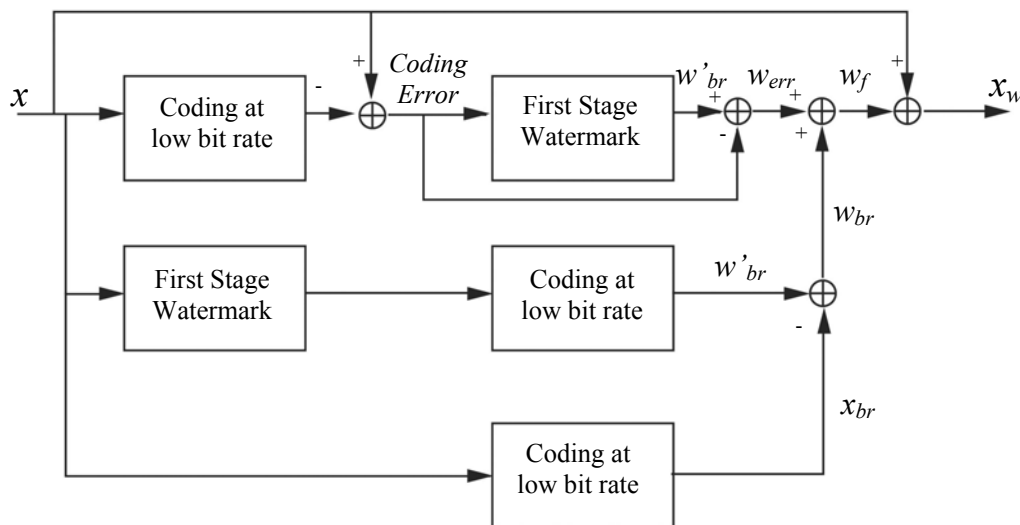 Coding
Error
w'br
werr
wf
+
+
+
+
x
-
Coding at
low bit rate
First Stage
Watermark
-
+
xw
wbr
First Stage
Watermark
Coding at
low bit rate
w'br
-
xbr
Coding at
low bit rate